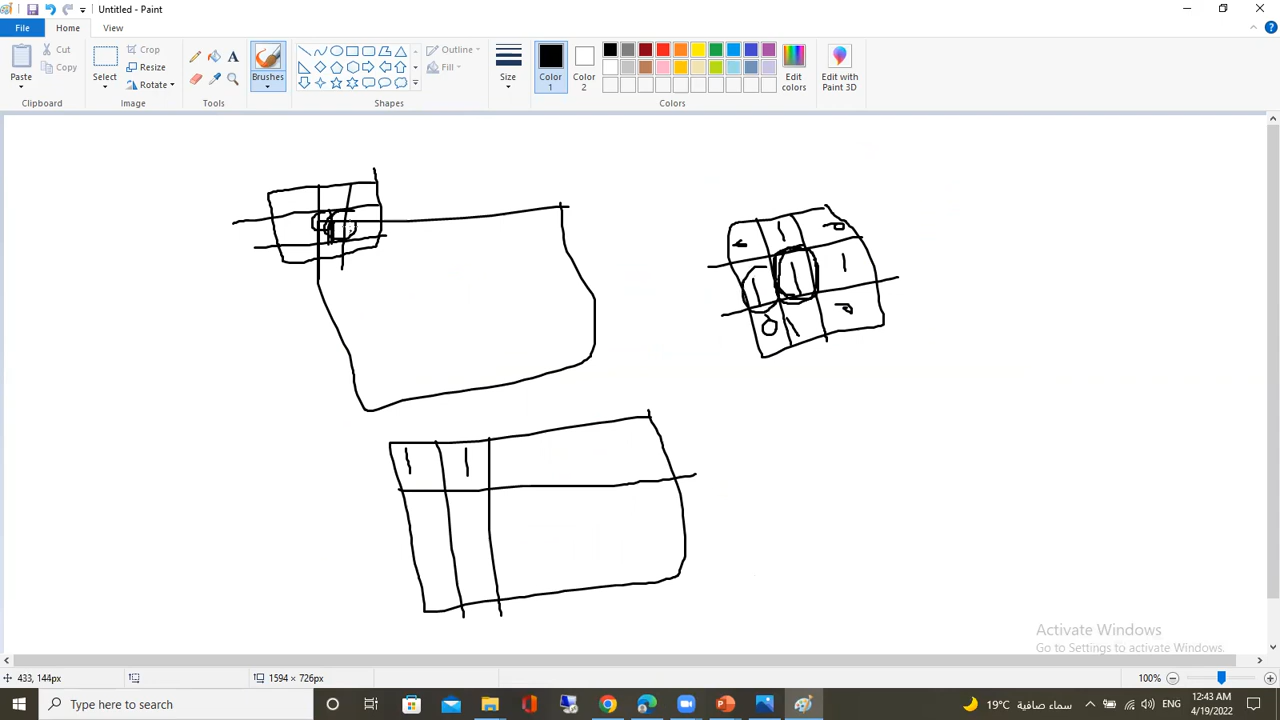 Untitled - Paint
File
Home
View
Paste
Cut
Copy
Clipboard
Select
Crop
Resize
Rotate
Image
A
Tools
Brushes
Shapes
Outline
Fill
Size
Color
1
Color
2
Edit
colors
Edit with
Paint 3D
Colors
Activate Windows
Go to Settings to activate Windows.
433, 144px
1594 × 726px
100%
Type here to search
19°C سماء صافية
ENG
12:43 AM
4/19/2022